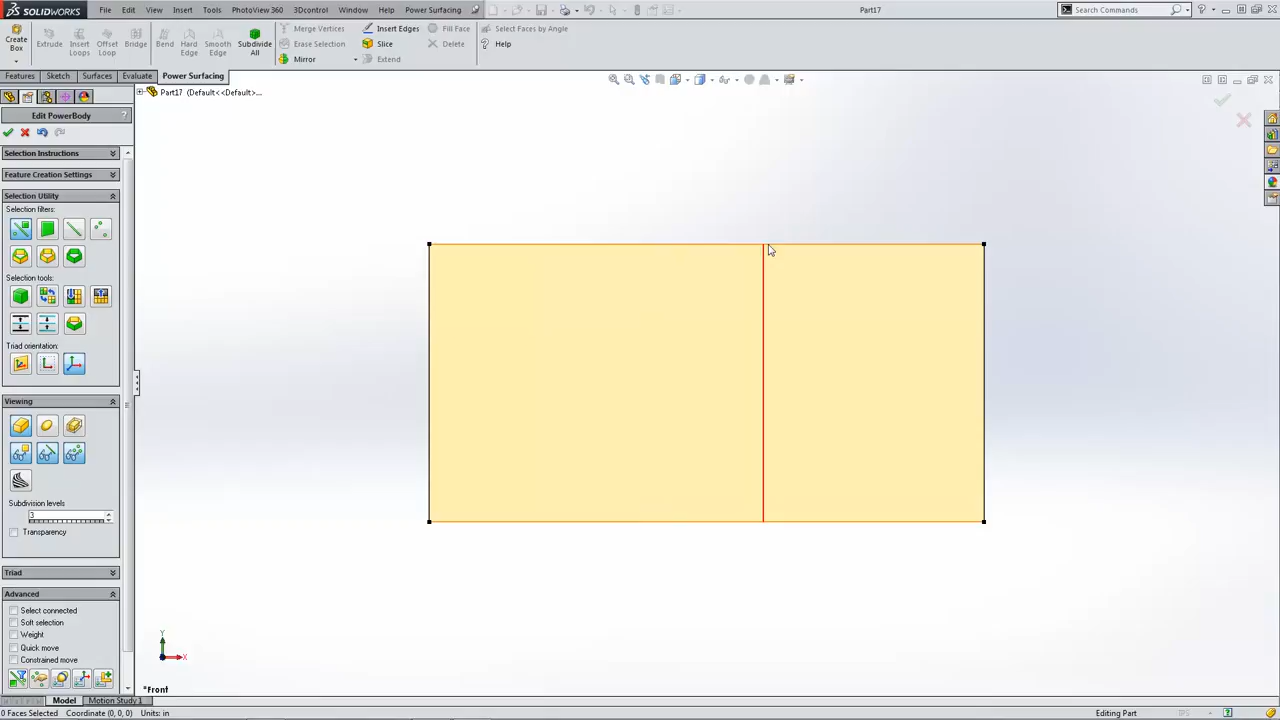 SOLIDWORKS File Edit View Insert Tools PhotoView 360 3Dcontrol Window Help Power Surfacing Part17 Search Commands
Create Box
Extrude
Insert Loops
Offset Loop
Bridge
Bend
Hard Edge
Smooth Edge
Subdivide All
Merge Vertices
Erase Selection
Mirror
Insert Edges
Slice
Extend
Fill Face
Delete
Select Faces by Angle
Help
Features Sketch Surfaces Evaluate Power Surfacing
Part17 (Default<<Default>...
Edit PowerBody ?
Selection Instructions
Feature Creation Settings
Selection Utility
Selection filters:
Selection tools:
Triad orientation:
Viewing
Subdivision levels
3
Transparency
Triad
Advanced
Select connected
Soft selection
Weight
Quick move
Constrained move
Y
X
*Front
Model Motion Study 1
0 Faces Selected Coordinate (0, 0, 0) Units: in Editing Part